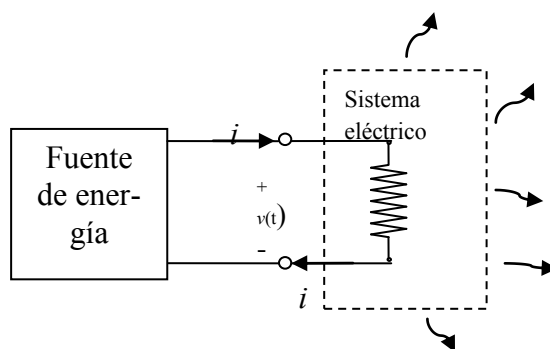 Sistema
eléctrico
i
Fuente
de ener-
gía
+
v(t)
-
i